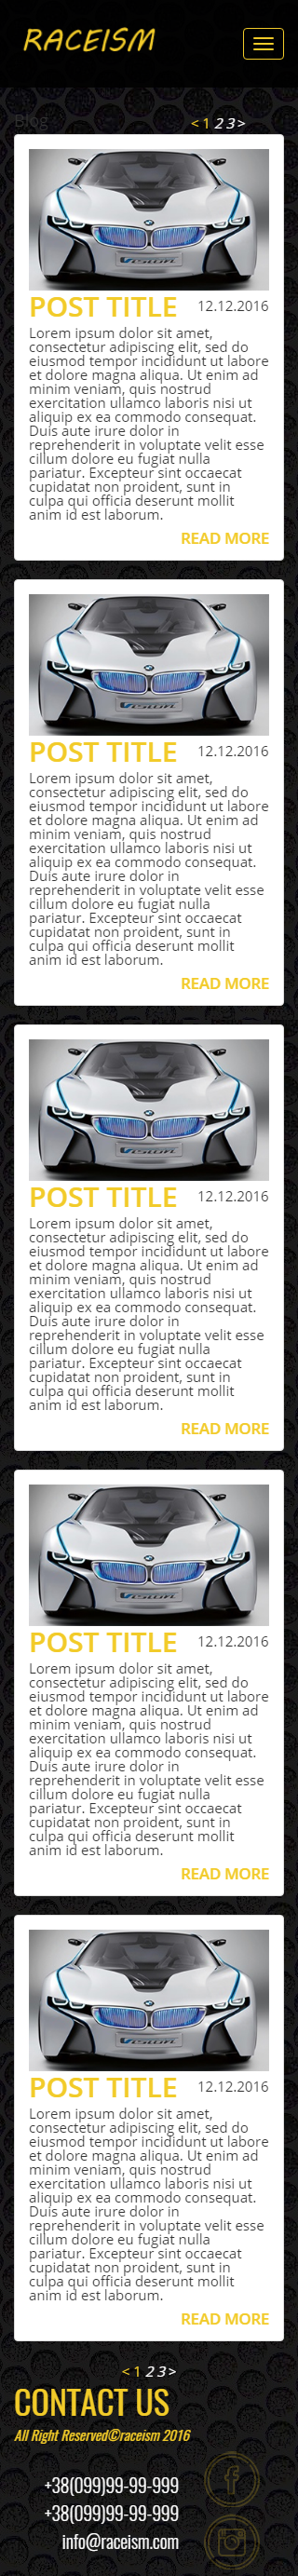 RACEISM
Blog
< 1 2 3 >
VISION
POST TITLE 12.12.2016
Lorem ipsum dolor sit amet,
consectetur adipiscing elit, sed do
eiusmod tempor incididunt ut labore
et dolore magna aliqua. Ut enim ad
minim veniam, quis nostrud
exercitation ullamco laboris nisi ut
aliquip ex ea commodo consequat.
Duis aute irure dolor in
reprehenderit in voluptate velit esse
cillum dolore eu fugiat nulla
pariatur. Excepteur sint occaecat
cupidatat non proident, sunt in
culpa qui officia deserunt mollit
anim id est laborum.
READ MORE
VISION
POST TITLE 12.12.2016
Lorem ipsum dolor sit amet,
consectetur adipiscing elit, sed do
eiusmod tempor incididunt ut labore
et dolore magna aliqua. Ut enim ad
minim veniam, quis nostrud
exercitation ullamco laboris nisi ut
aliquip ex ea commodo consequat.
Duis aute irure dolor in
reprehenderit in voluptate velit esse
cillum dolore eu fugiat nulla
pariatur. Excepteur sint occaecat
cupidatat non proident, sunt in
culpa qui officia deserunt mollit
anim id est laborum.
READ MORE
VISION
POST TITLE 12.12.2016
Lorem ipsum dolor sit amet,
consectetur adipiscing elit, sed do
eiusmod tempor incididunt ut labore
et dolore magna aliqua. Ut enim ad
minim veniam, quis nostrud
exercitation ullamco laboris nisi ut
aliquip ex ea commodo consequat.
Duis aute irure dolor in
reprehenderit in voluptate velit esse
cillum dolore eu fugiat nulla
pariatur. Excepteur sint occaecat
cupidatat non proident, sunt in
culpa qui officia deserunt mollit
anim id est laborum.
READ MORE
VISION
POST TITLE 12.12.2016
Lorem ipsum dolor sit amet,
consectetur adipiscing elit, sed do
eiusmod tempor incididunt ut labore
et dolore magna aliqua. Ut enim ad
minim veniam, quis nostrud
exercitation ullamco laboris nisi ut
aliquip ex ea commodo consequat.
Duis aute irure dolor in
reprehenderit in voluptate velit esse
cillum dolore eu fugiat nulla
pariatur. Excepteur sint occaecat
cupidatat non proident, sunt in
culpa qui officia deserunt mollit
anim id est laborum.
READ MORE
VISION
POST TITLE 12.12.2016
Lorem ipsum dolor sit amet,
consectetur adipiscing elit, sed do
eiusmod tempor incididunt ut labore
et dolore magna aliqua. Ut enim ad
minim veniam, quis nostrud
exercitation ullamco laboris nisi ut
aliquip ex ea commodo consequat.
Duis aute irure dolor in
reprehenderit in voluptate velit esse
cillum dolore eu fugiat nulla
pariatur. Excepteur sint occaecat
cupidatat non proident, sunt in
culpa qui officia deserunt mollit
anim id est laborum.
READ MORE
< 1 2 3 >
CONTACT US
All Right Reserved©raceism 2016
+38(099)99-99-999
+38(099)99-99-999
info@raceism.com